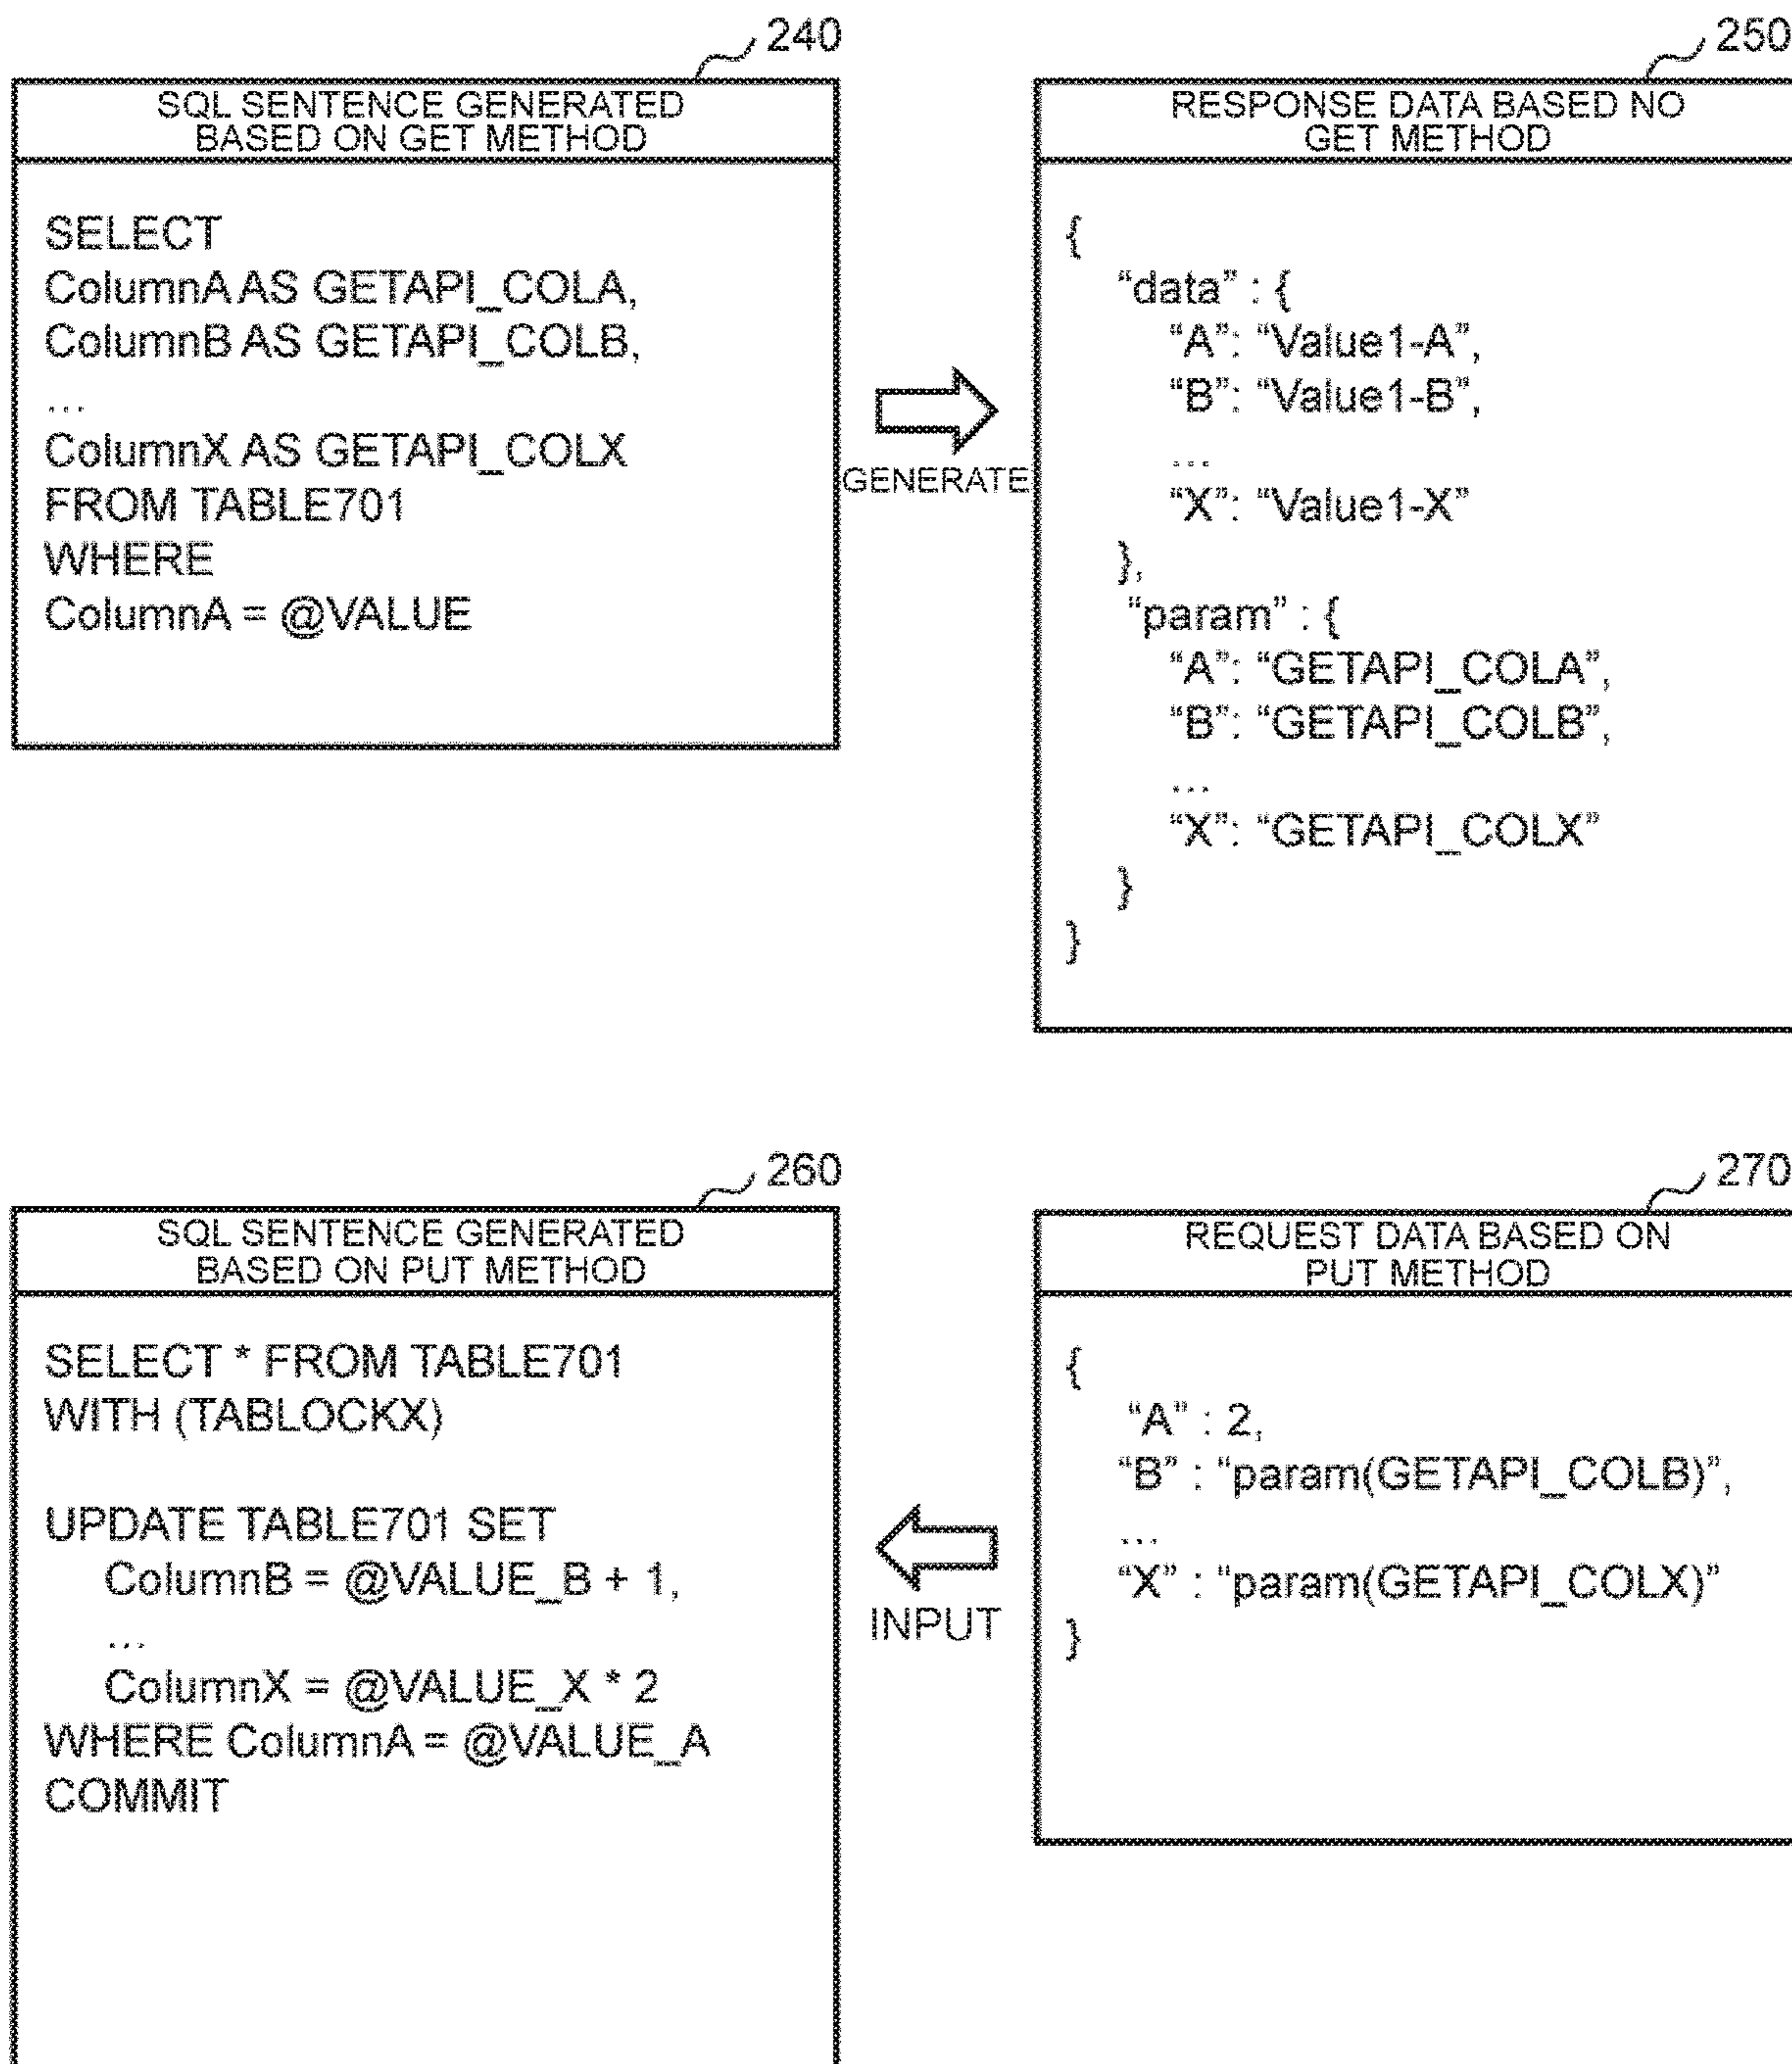 240
SQL SENTENCE GENERATED
BASED ON GET METHOD
SELECT
ColumnA AS GETAPI_COLA,
ColumnB AS GETAPI_COLB,
...
ColumnX AS GETAPI_COLX
FROM TABLE701
WHERE
ColumnA = @VALUE
GENERATE
250
RESPONSE DATA BASED NO
GET METHOD
{
“data” : {
“A”: “Value1-A”,
“B”: “Value1-B”,
...
“X”: “Value1-X”
},
“param” : {
“A”: “GETAPI_COLA”,
“B”: “GETAPI_COLB”,
...
“X”: “GETAPI_COLX”
}
}
260
SQL SENTENCE GENERATED
BASED ON PUT METHOD
SELECT * FROM TABLE701
WITH (TABLOCKX)
UPDATE TABLE701 SET
ColumnB = @VALUE_B + 1,
...
ColumnX = @VALUE_X * 2
WHERE ColumnA = @VALUE_A
COMMIT
INPUT
270
REQUEST DATA BASED ON
PUT METHOD
{
“A” : 2,
“B” : “param(GETAPI_COLB)”,
...
“X” : “param(GETAPI_COLX)”
}